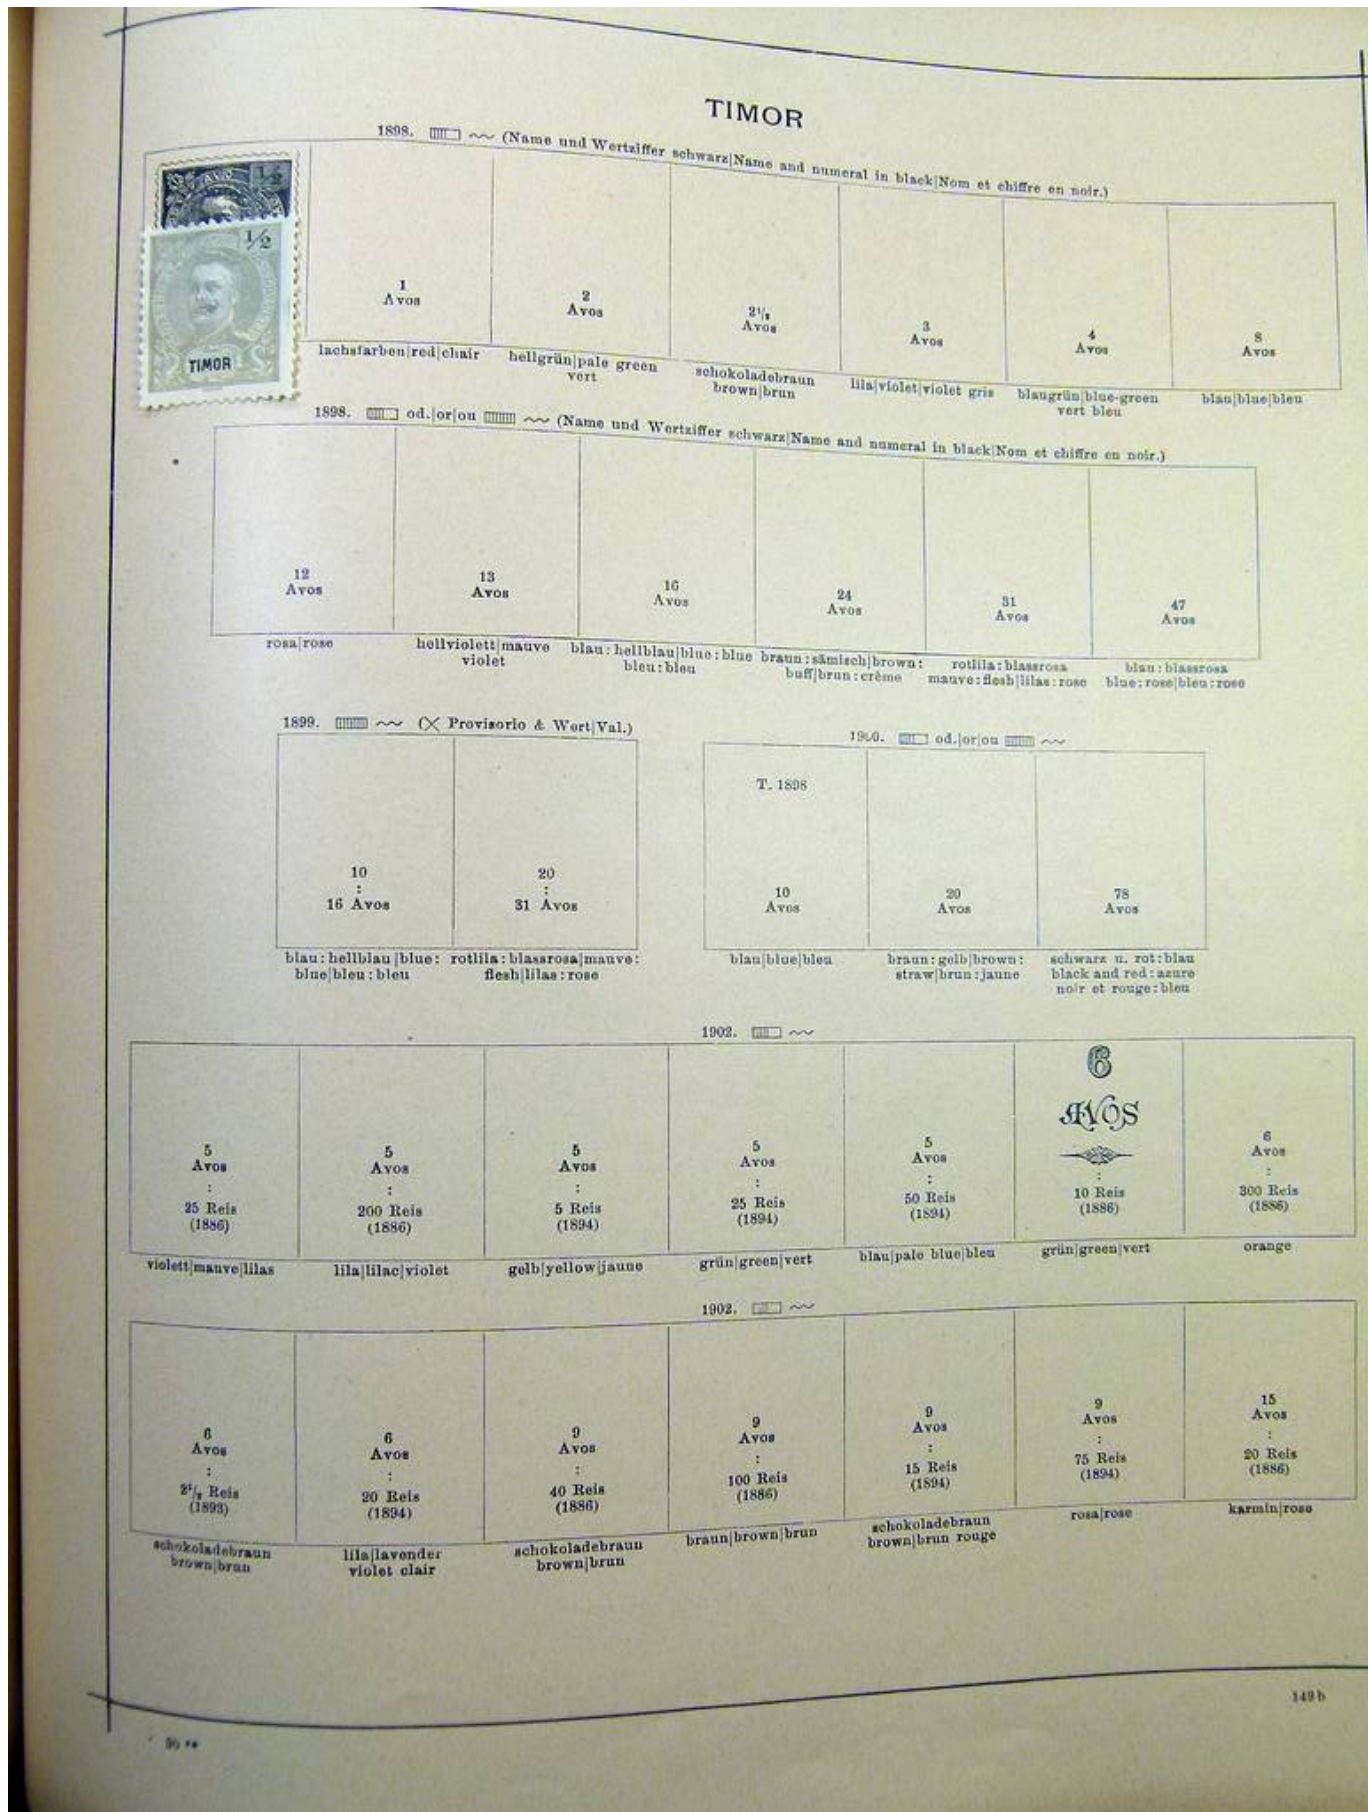 TIMOR
1898. (Name und Wertziffer schwarz|Name and numeral in black|Nom et chiffre en noir.)
AVO ½
½
TIMOR
1
Avos
lachsfarben|red|chair
2
Avos
hellgrün|pale green
vert
2½
Avos
schokoladebraun
brown|brun
3
Avos
lila|violet|violet gris
4
Avos
blaugrün|blue-green
vert bleu
8
Avos
blau|blue|bleu
1898. od.|or|ou (Name und Wertziffer schwarz|Name and numeral in black|Nom et chiffre en noir.)
12
Avos
rosa|rose
13
Avos
hellviolett|mauve
violet
16
Avos
blau:hellblau|blue:blue
bleu:bleu
24
Avos
braun:sämisch|brown:
buff|brun:crême
31
Avos
rotlila:blassrosa
mauve:flesh|lilas:rose
47
Avos
blau:blassrosa
blue:rose|bleu:rose
1899. (X Provisorio & Wert|Val.)
10
:
16 Avos
blau:hellblau|blue:
blue|bleu:bleu
20
:
31 Avos
rotlila:blassrosa|mauve:
flesh|lilas:rose
1900. od.|or|ou
T. 1898
10
Avos
blau|blue|bleu
20
Avos
braun:gelb|brown:
straw|brun:jaune
78
Avos
schwarz u. rot:blau
black and red:azure
noir et rouge:bleu
1902.
5
Avos
:
25 Reis
(1886)
violett|mauve|lilas
5
Avos
:
200 Reis
(1886)
lila|lilac|violet
5
Avos
:
5 Reis
(1894)
gelb|yellow|jaune
5
Avos
:
25 Reis
(1894)
grün|green|vert
5
Avos
:
50 Reis
(1894)
blau|pale blue|bleu
6
AVOS
:
10 Reis
(1886)
grün|green|vert
6
Avos
:
300 Reis
(1886)
orange
1902.
6
Avos
:
2½ Reis
(1893)
schokoladebraun
brown|brun
6
Avos
:
20 Reis
(1894)
lila|lavender
violet clair
9
Avos
:
40 Reis
(1886)
schokoladebraun
brown|brun
9
Avos
:
100 Reis
(1886)
braun|brown|brun
9
Avos
:
15 Reis
(1894)
schokoladebraun
brown|brun rouge
9
Avos
:
75 Reis
(1894)
rosa|rose
15
Avos
:
20 Reis
(1886)
karmin|rose
149 b